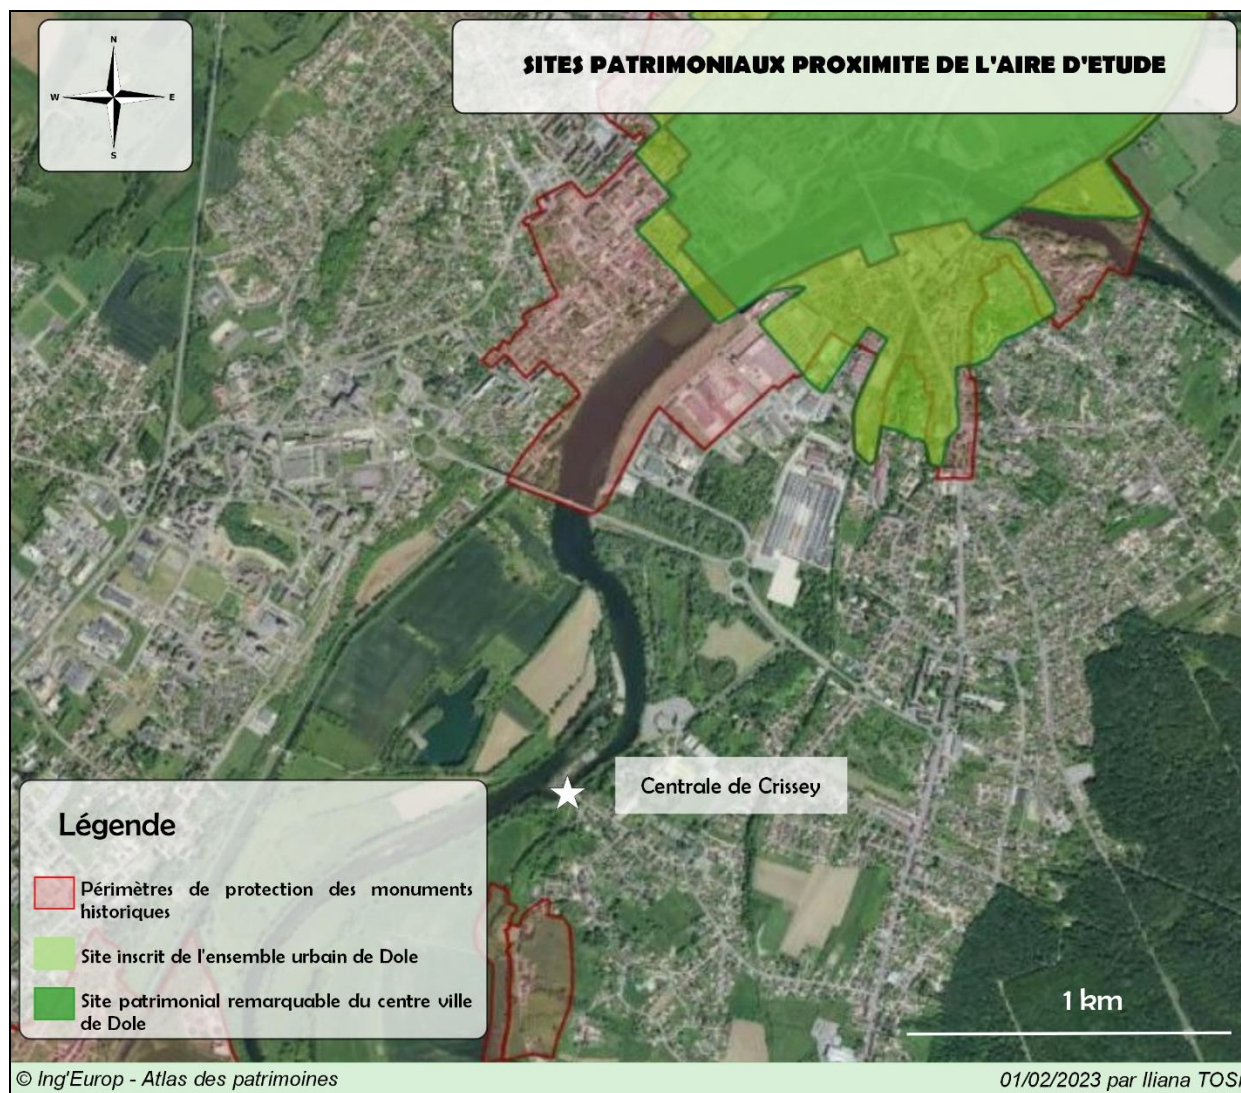 N
W E
S
SITES PATRIMONIAUX PROXIMITE DE L'AIRE D'ETUDE
Centrale de Crissey
Légende
Périmètres de protection des monuments
historiques
Site inscrit de l'ensemble urbain de Dole
Site patrimonial remarquable du centre ville
de Dole
1 km
© Ing'Europ - Atlas des patrimoines
01/02/2023 par Iliana TOSI